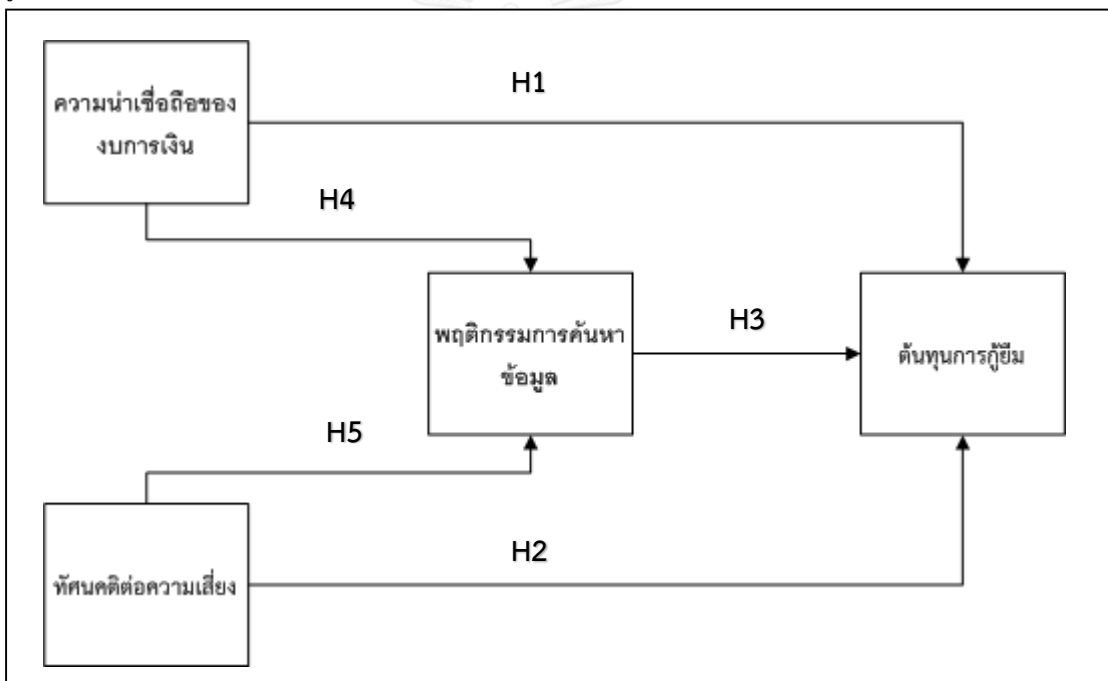 ความน่าเชื่อถือของ
งบการเงิน
H1
H4
พฤติกรรมการค้นหา
ข้อมูล
H3
ต้นทุนการกู้ยืม
H5
ทัศนคติต่อความเสี่ยง
H2